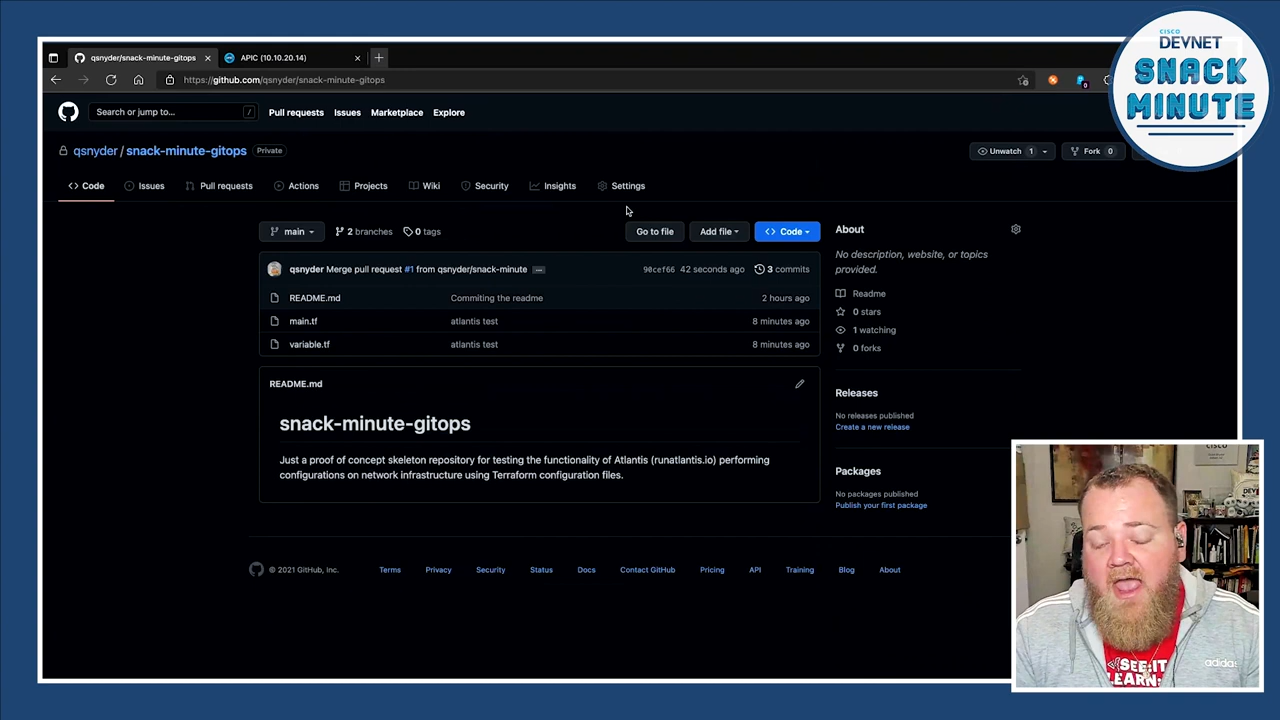 CISCO
DEVNET
SNACK
MINUTE
qsnyder/snack-minute-gitops
APIC (10.10.20.14)
https://github.com/qsnyder/snack-minute-gitops
Search or jump to... /
Pull requests Issues Marketplace Explore
qsnyder / snack-minute-gitops Private
Unwatch 1
Fork 0
Code Issues Pull requests Actions Projects Wiki Security Insights Settings
main 2 branches 0 tags
Go to file Add file Code
qsnyder Merge pull request #1 from qsnyder/snack-minute ... 90cef66 42 seconds ago 3 commits
README.md Commiting the readme 2 hours ago
main.tf atlantis test 8 minutes ago
variable.tf atlantis test 8 minutes ago
README.md
snack-minute-gitops
Just a proof of concept skeleton repository for testing the functionality of Atlantis (runatlantis.io) performing
configurations on network infrastructure using Terraform configuration files.
About
No description, website, or topics
provided.
Readme
0 stars
1 watching
0 forks
Releases
No releases published
Create a new release
Packages
No packages published
Publish your first package
© 2021 GitHub, Inc. Terms Privacy Security Status Docs Contact GitHub Pricing API Training Blog About
SEE IT
LEARN
adidas